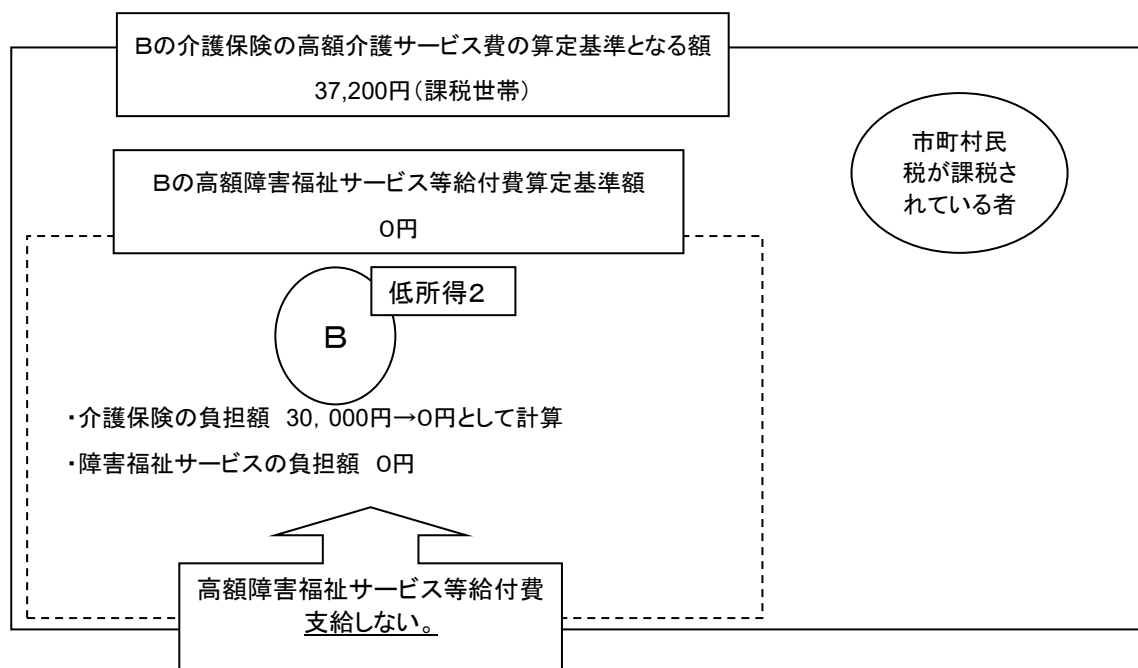 Ｂの介護保険の高額介護サービス費の算定基準となる額
37,200円（課税世帯）
市町村民
税が課税さ
れている者
Ｂの高額障害福祉サービス等給付費算定基準額
０円
低所得２
Ｂ
・介護保険の負担額　30，000円→０円として計算
・障害福祉サービスの負担額　０円
高額障害福祉サービス等給付費
支給しない。